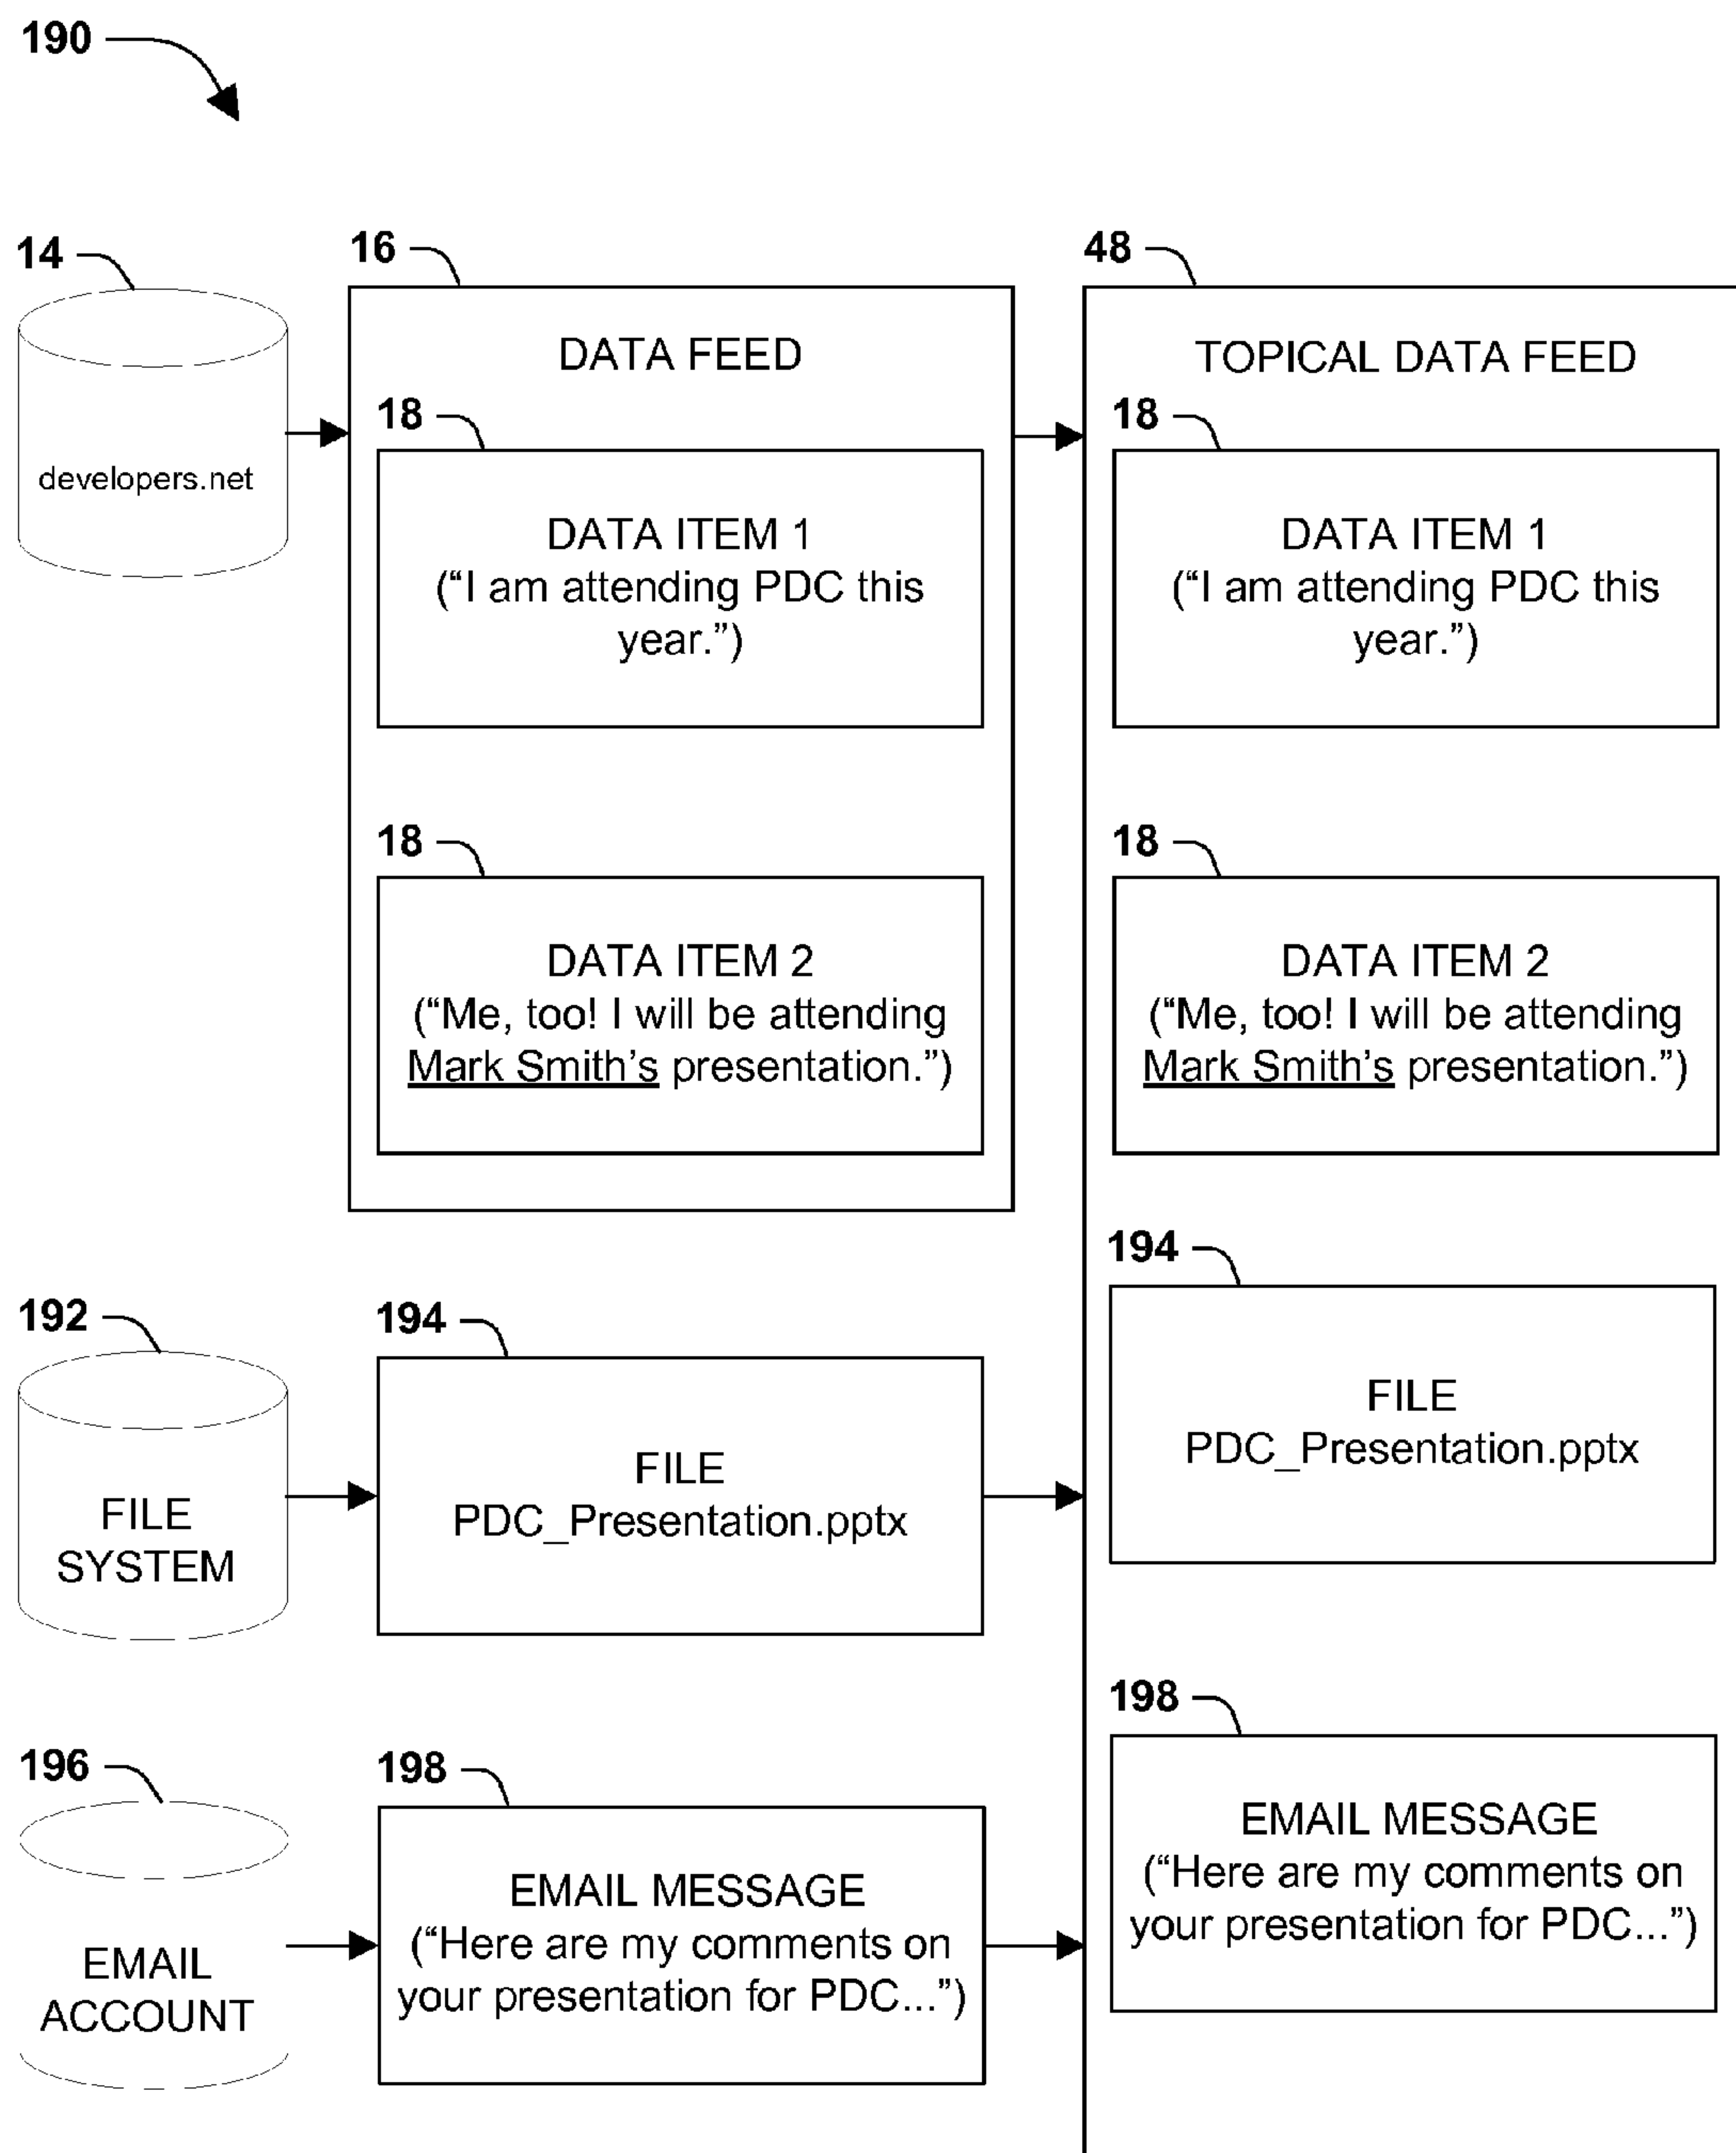 190
14
developers.net
16
DATA FEED
18
DATA ITEM 1
(“I am attending PDC this
year.”)
18
DATA ITEM 2
(“Me, too! I will be attending
Mark Smith’s presentation.”)
48
TOPICAL DATA FEED
18
DATA ITEM 1
(“I am attending PDC this
year.”)
18
DATA ITEM 2
(“Me, too! I will be attending
Mark Smith’s presentation.”)
192
FILE
SYSTEM
194
FILE
PDC_Presentation.pptx
194
FILE
PDC_Presentation.pptx
196
EMAIL
ACCOUNT
198
EMAIL MESSAGE
(“Here are my comments on
your presentation for PDC...”)
198
EMAIL MESSAGE
(“Here are my comments on
your presentation for PDC...”)